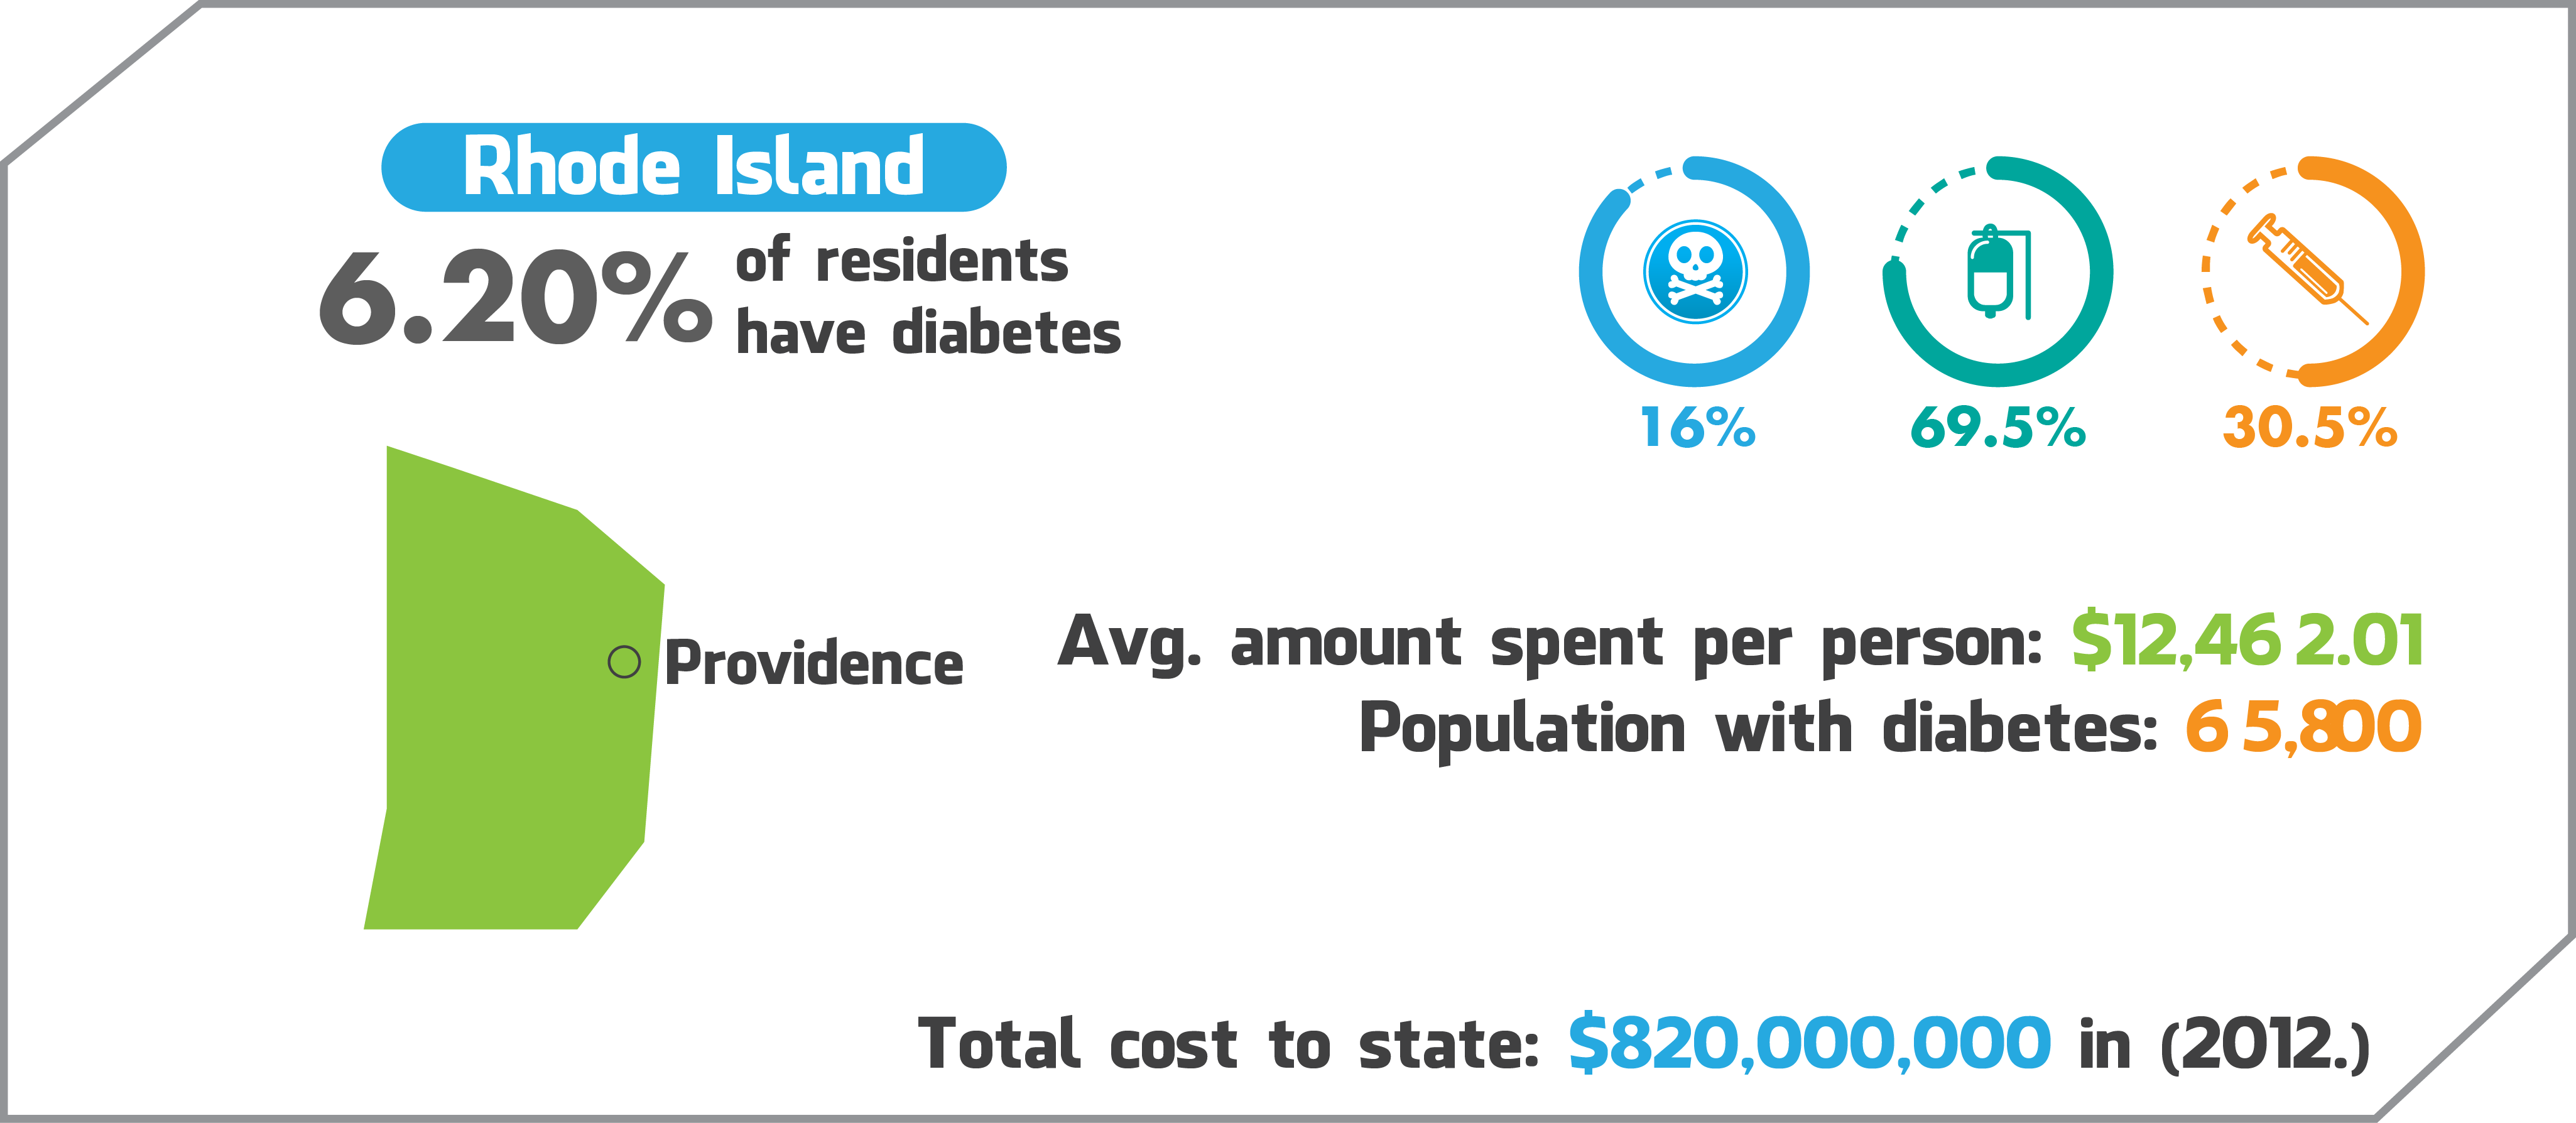 Rhode Island
6.20% of residents
have diabetes
16% 69.5% 30.5%
Providence
Avg. amount spent per person: $12,46 2.01
Population with diabetes: 6 5,800
Total cost to state: $820,000,000 in (2012.)